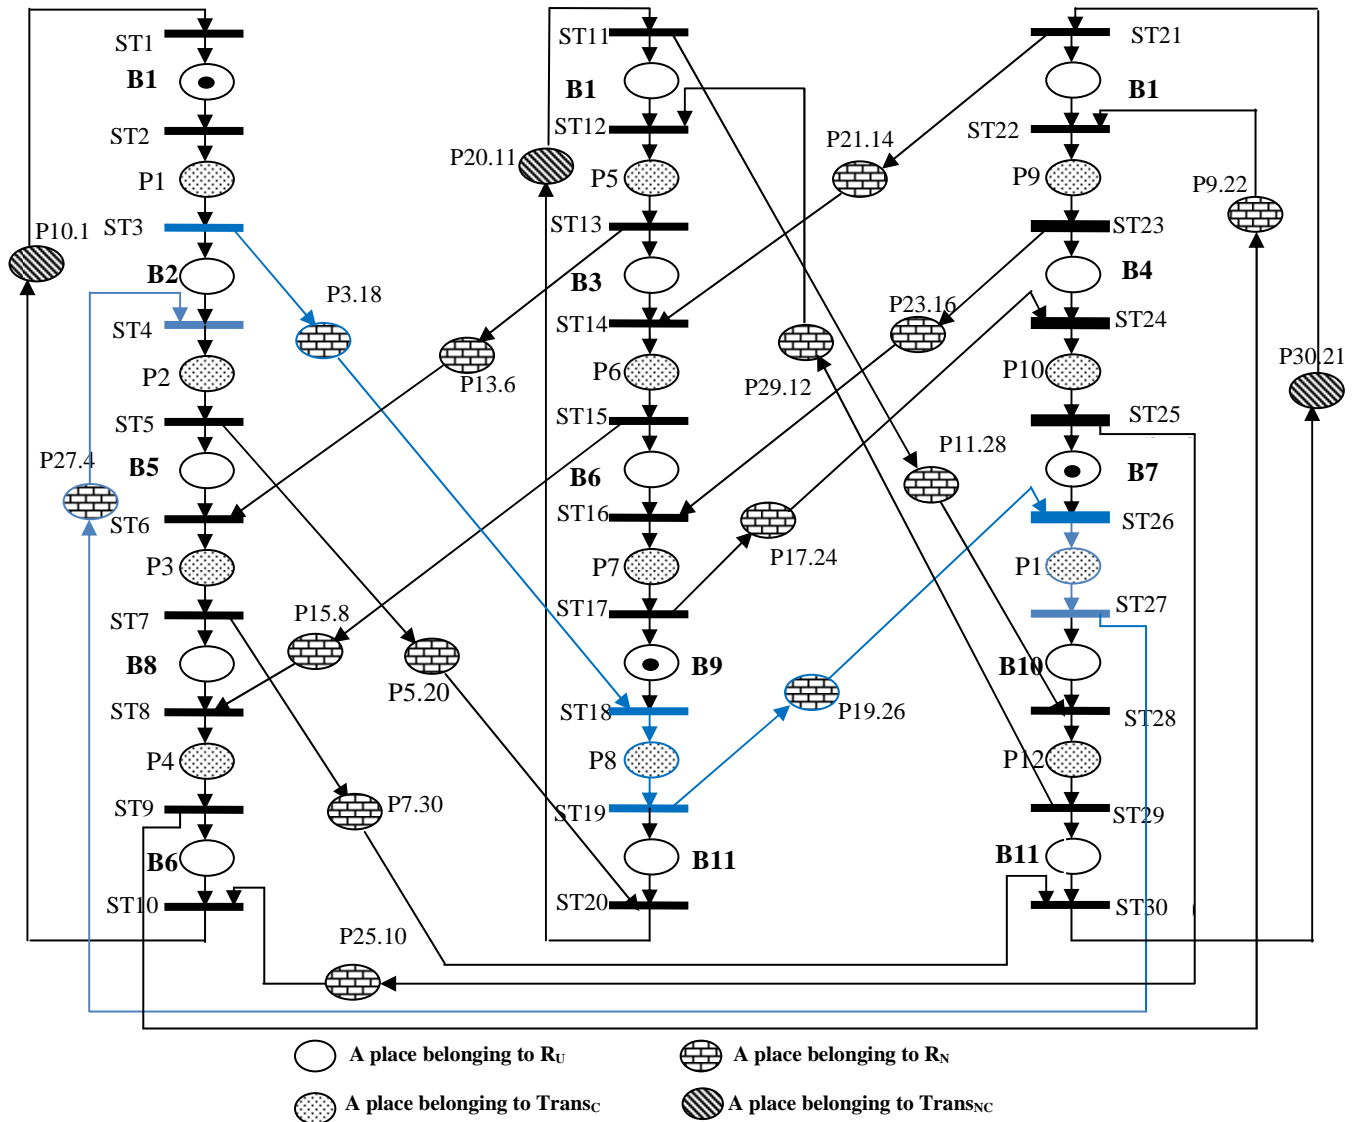 ST1
B1
ST2
P1
ST3
P10.1
B2
P3.18
ST4
P2
ST5
P27.4
B5
ST6
P3
ST7
P15.8
B8
P5.20
ST8
P4
ST9
P7.30
B6
ST10
P25.10
ST11
B1
ST12
P20.11
P5
ST13
B3
ST14
P13.6
P6
P29.12
ST15
B6
ST16
P17.24
P7
ST17
B9
ST18
P19.26
P8
ST19
B11
ST20
ST21
B1
ST22
P21.14
P9
P9.22
ST23
B4
P23.16
ST24
P10
P30.21
ST25
B7
P11.28
ST26
P1
ST27
B10
ST28
P12
ST29
B11
ST30
A place belonging to RU
A place belonging to RN
A place belonging to TransC
A place belonging to TransNC